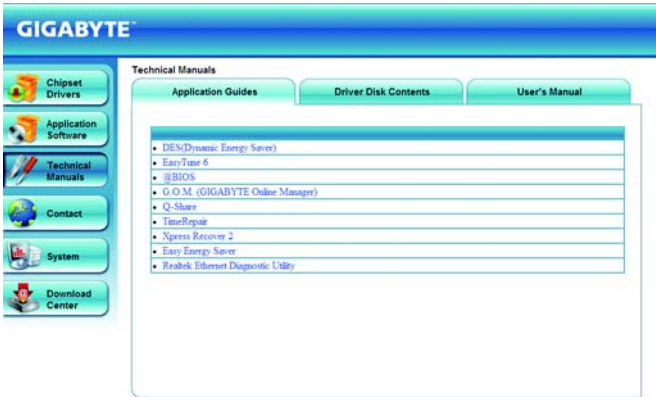 GIGABYTE™
Chipset
Drivers
Application
Software
Technical
Manuals
Contact
System
Download
Center
Technical Manuals
Application Guides
Driver Disk Contents
User's Manual
• DES(Dynamic Energy Saver)
• EasyTune 6
• @BIOS
• G.O.M. (GIGABYTE Online Manager)
• Q-Share
• TimeRepair
• Xpress Recover 2
• Easy Energy Saver
• Realtek Ethernet Diagnostic Utility